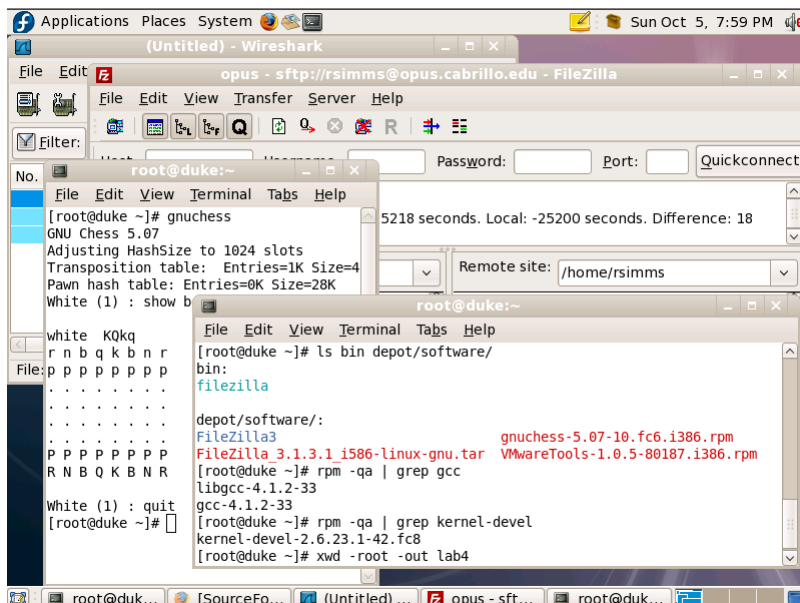 Applications Places System Sun Oct 5, 7:59 PM
(Untitled) - Wireshark
File Edit
Filter:
No.
File:
opus - sftp://rsimms@opus.cabrillo.edu - FileZilla
File Edit View Transfer Server Help
Password: Port: Quickconnect
5218 seconds. Local: -25200 seconds. Difference: 18
Remote site: /home/rsimms
root@duke:~
File Edit View Terminal Tabs Help
[root@duke ~]# gnuchess
GNU Chess 5.07
Adjusting HashSize to 1024 slots
Transposition table: Entries=1K Size=4
Pawn hash table: Entries=0K Size=28K
White (1) : show b
white KQkq
r n b q k b n r
p p p p p p p p
. . . . . . . .
. . . . . . . .
. . . . . . . .
. . . . . . . .
P P P P P P P P
R N B Q K B N R
White (1) : quit
[root@duke ~]#
root@duke:~
File Edit View Terminal Tabs Help
[root@duke ~]# ls bin depot/software/
bin:
filezilla
depot/software/:
FileZilla3 gnuchess-5.07-10.fc6.i386.rpm
FileZilla_3.1.3.1_i586-linux-gnu.tar VMwareTools-1.0.5-80187.i386.rpm
[root@duke ~]# rpm -qa | grep gcc
libgcc-4.1.2-33
gcc-4.1.2-33
[root@duke ~]# rpm -qa | grep kernel-devel
kernel-devel-2.6.23.1-42.fc8
[root@duke ~]# xwd -root -out lab4
root@duk... [SourceFo... (Untitled) ... opus - sft... root@duk...